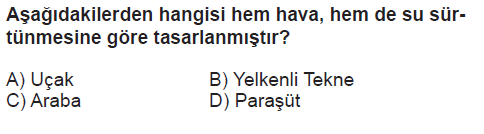 Aşağıdakilerden hangisi hem hava, hem de su sür-
tünmesine göre tasarlanmıştır?
A) Uçak B) Yelkenli Tekne
C) Araba D) Paraşüt